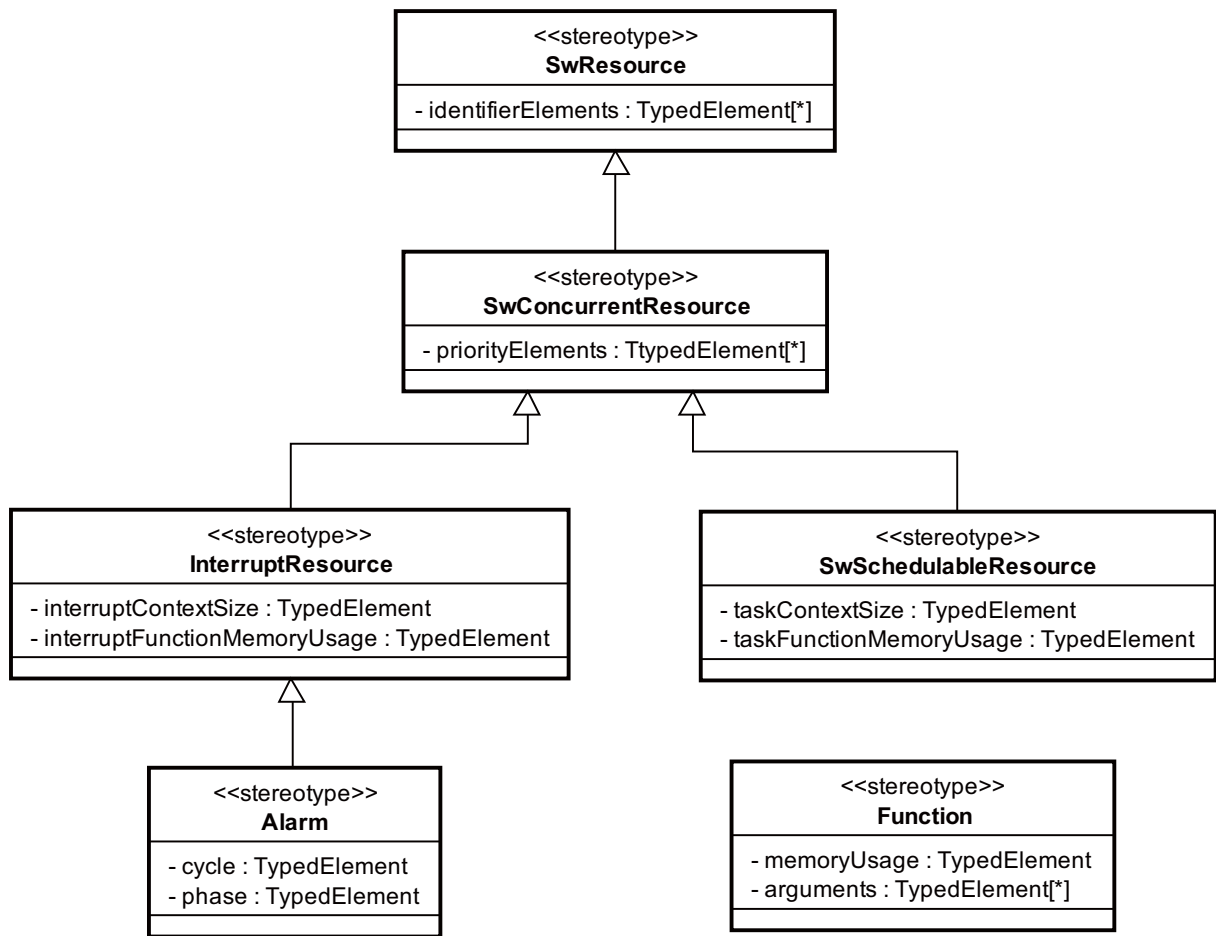 <<stereotype>>
SwResource
- identifierElements : TypedElement[*]
<<stereotype>>
SwConcurrentResource
- priorityElements : TtypedElement[*]
<<stereotype>>
InterruptResource
- interruptContextSize : TypedElement
- interruptFunctionMemoryUsage : TypedElement
<<stereotype>>
SwSchedulableResource
- taskContextSize : TypedElement
- taskFunctionMemoryUsage : TypedElement
<<stereotype>>
Alarm
- cycle : TypedElement
- phase : TypedElement
<<stereotype>>
Function
- memoryUsage : TypedElement
- arguments : TypedElement[*]